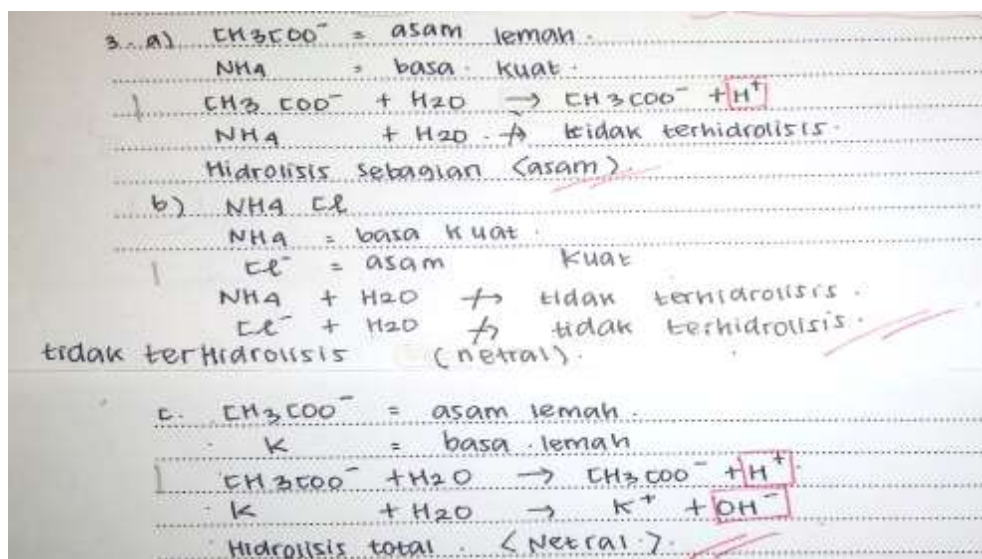 3. a) CH3COO⁻ = asam lemah.
NH4 = basa kuat.
CH3COO⁻ + H2O → CH3COO⁻ + H⁺
NH4 + H2O ↛ tidak terhidrolisis.
Hidrolisis sebagian (asam).
b) NH4 Cl
NH4 = basa kuat.
Cl⁻ = asam kuat
NH4 + H2O ↛ tidak terhidrolisis.
Cl⁻ + H2O ↛ tidak terhidrolisis.
tidak terhidrolisis (netral).
c. CH3COO⁻ = asam lemah.
K = basa lemah
CH3COO⁻ + H2O → CH3COO⁻ + H⁺.
K + H2O → K⁺ + OH⁻
Hidrolisis total. (Netral).